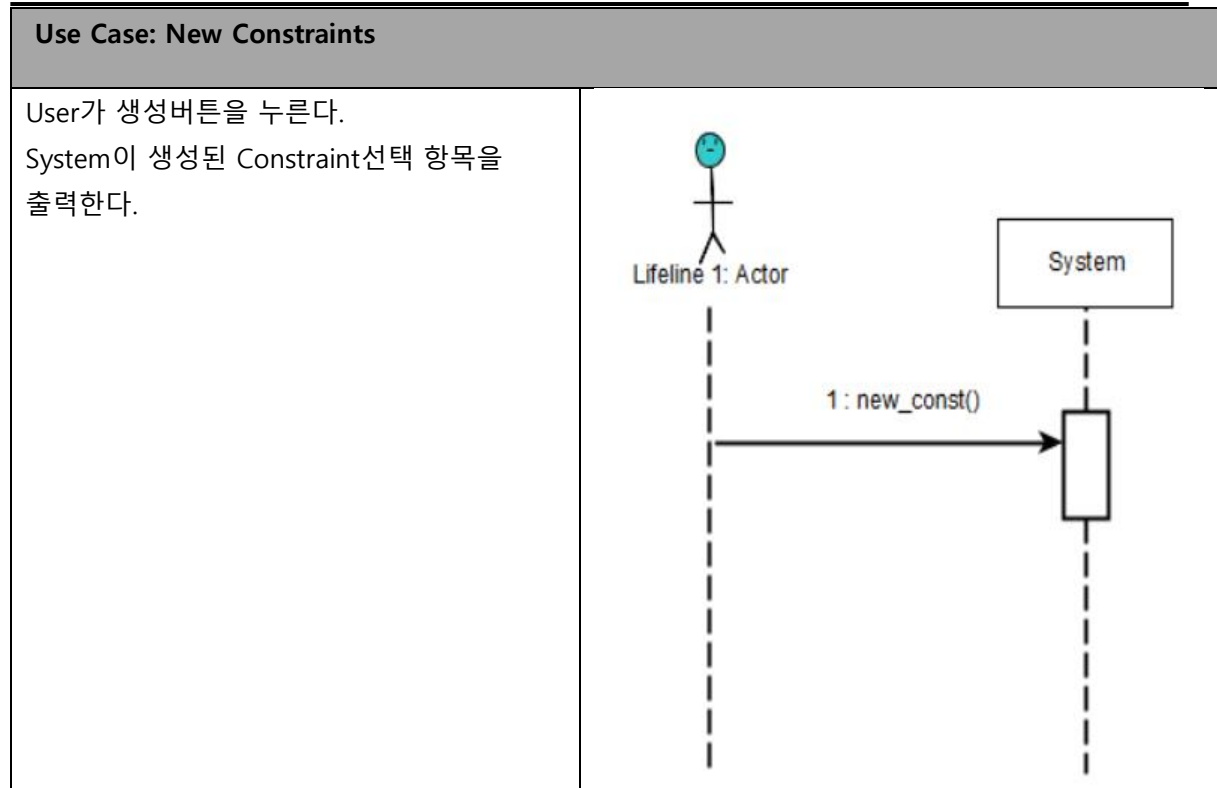 Use Case: New Constraints
User가 생성버튼을 누른다.
System이 생성된 Constraint선택 항목을
출력한다.
Lifeline 1: Actor
System
1 : new_const()